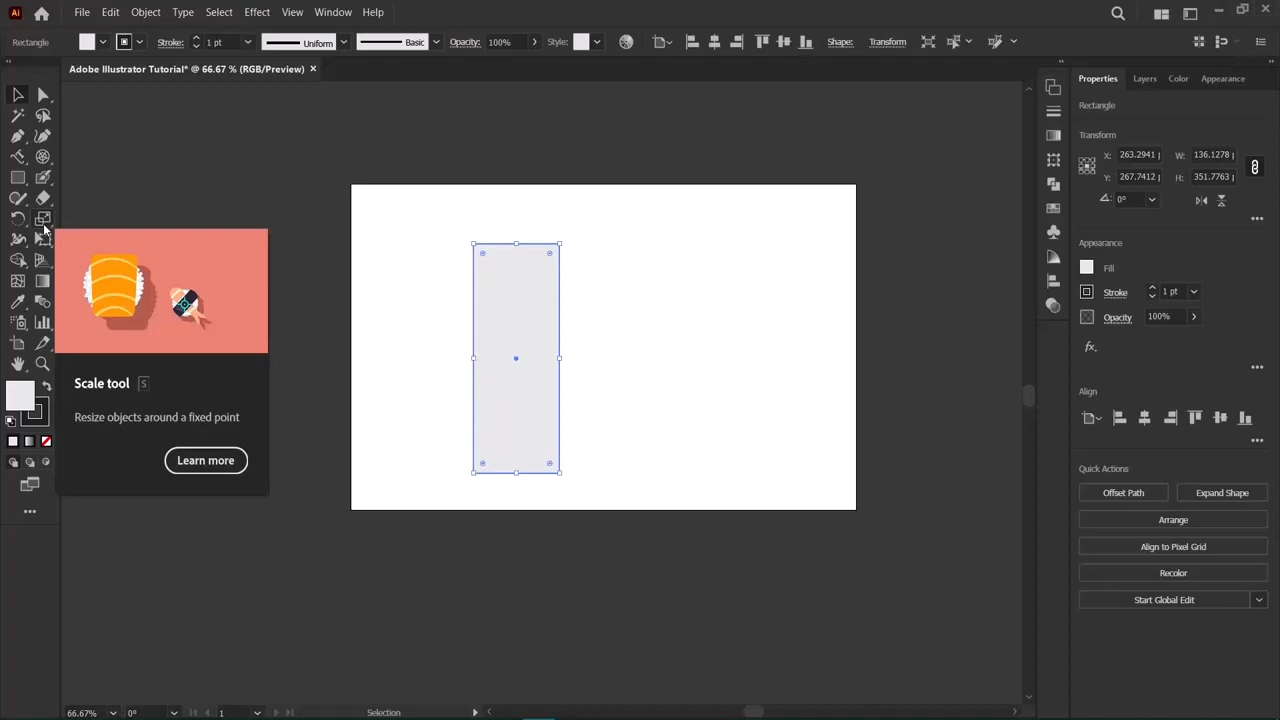 Ai File Edit Object Type Select Effect View Window Help
Rectangle Stroke: 1 pt Uniform Basic Opacity: 100% Style: Shape: Transform
Adobe Illustrator Tutorial* @ 66.67 % (RGB/Preview) ×
Properties Layers Color Appearance
Rectangle
Transform
X: 263.2941 p W: 136.1278 p
Y: 267.7412 p H: 351.7763 p
0°
Appearance
Fill
Stroke 1 pt
Opacity 100%
fx.
Align
Quick Actions
Offset Path Expand Shape
Arrange
Align to Pixel Grid
Recolor
Start Global Edit
Scale tool S
Resize objects around a fixed point
Learn more
66.67% 0° 1 Selection